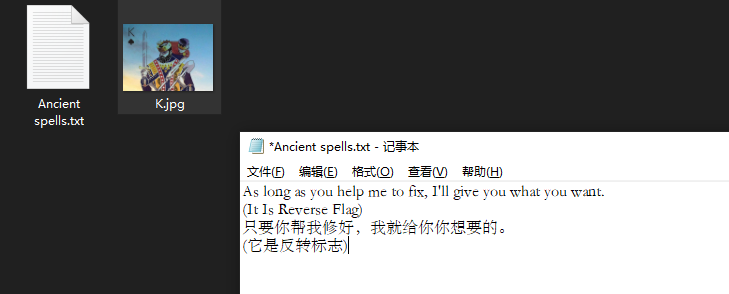 Ancient
spells.txt
K.jpg
*Ancient spells.txt - 记事本
文件(F) 编辑(E) 格式(O) 查看(V) 帮助(H)
As long as you help me to fix, I'll give you what you want.
(It Is Reverse Flag)
只要你帮我修好，我就给你你想要的。
(它是反转标志)
K